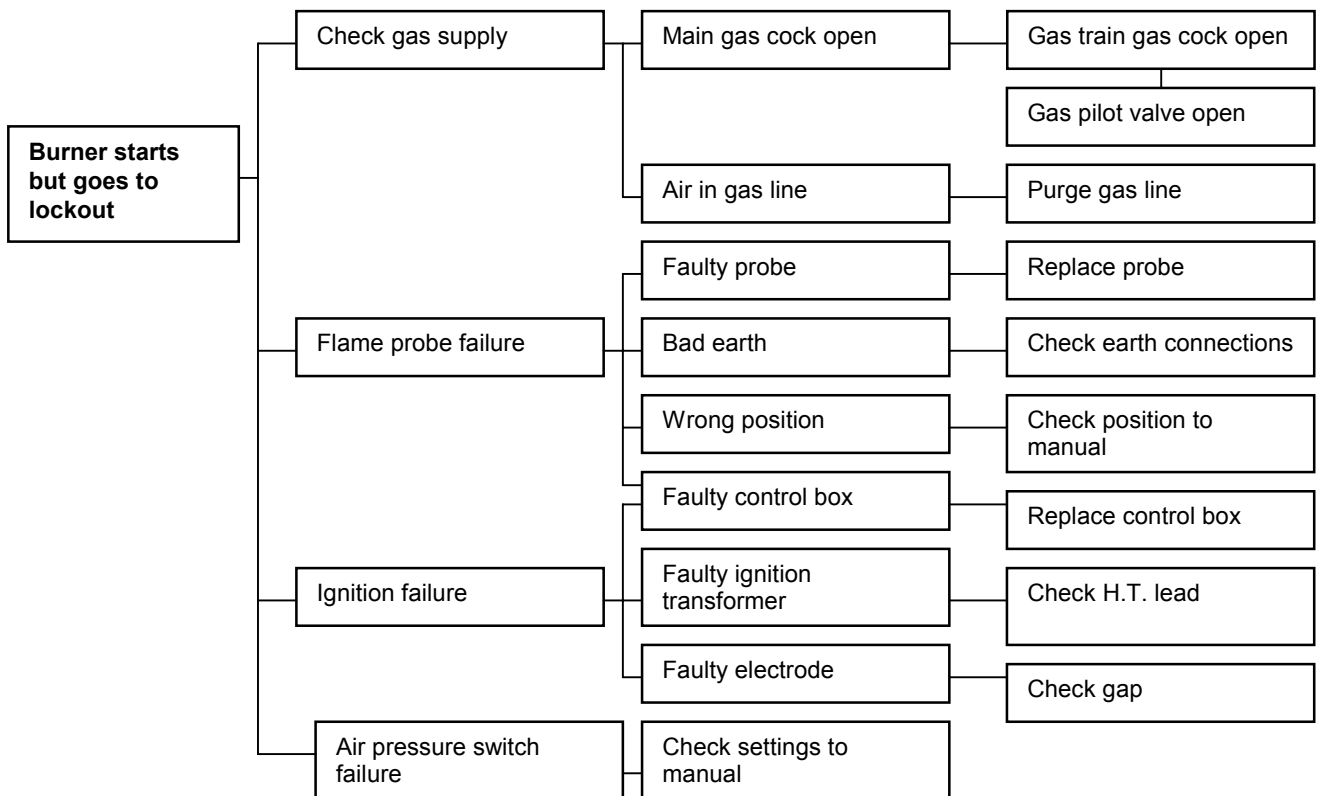 Check gas supply
Main gas cock open
Gas train gas cock open
Gas pilot valve open
Burner starts
but goes to
lockout
Air in gas line
Purge gas line
Faulty probe
Replace probe
Flame probe failure
Bad earth
Check earth connections
Wrong position
Check position to
manual
Faulty control box
Replace control box
Ignition failure
Faulty ignition
transformer
Check H.T. lead
Faulty electrode
Check gap
Air pressure switch
failure
Check settings to
manual